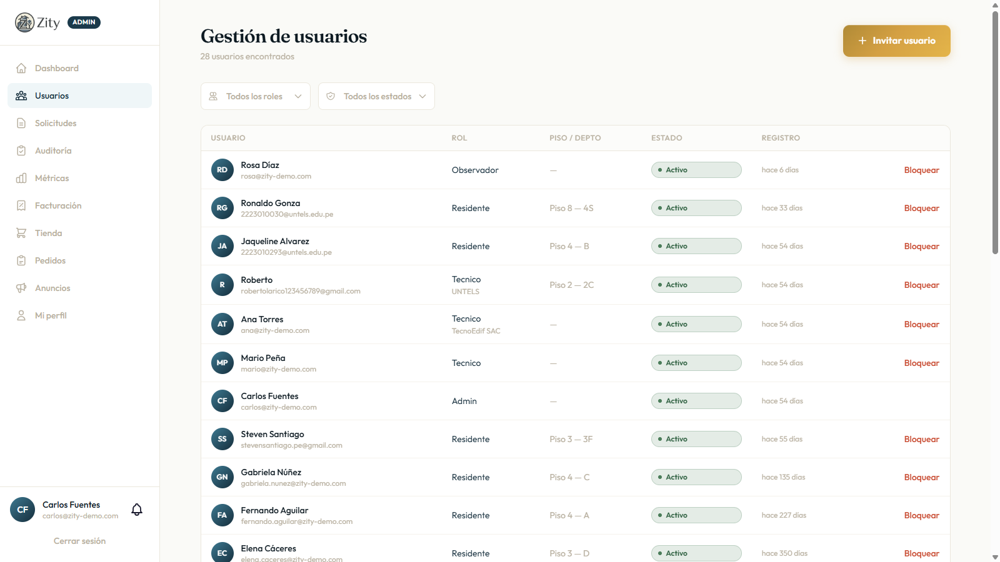 Zity ADMIN
Dashboard
Usuarios
Solicitudes
Auditoría
Métricas
Facturación
Tienda
Pedidos
Anuncios
Mi perfil
CF Carlos Fuentes
carlos@zity-demo.com
Cerrar sesión
Gestión de usuarios
28 usuarios encontrados
+ Invitar usuario
Todos los roles
Todos los estados
USUARIO ROL PISO / DEPTO ESTADO REGISTRO
RD Rosa Díaz Observador — Activo hace 6 días Bloquear
rosa@zity-demo.com
RG Ronaldo Gonza Residente Piso 8 — 4S Activo hace 33 días Bloquear
2223010030@untels.edu.pe
JA Jaqueline Alvarez Residente Piso 4 — B Activo hace 54 días Bloquear
2223010293@untels.edu.pe
R Roberto Tecnico Piso 2 — 2C Activo hace 54 días Bloquear
robertolarico123456789@gmail.com UNTELS
AT Ana Torres Tecnico — Activo hace 54 días Bloquear
ana@zity-demo.com TecnoEdif SAC
MP Mario Peña Tecnico — Activo hace 54 días Bloquear
mario@zity-demo.com
CF Carlos Fuentes Admin — Activo hace 54 días
carlos@zity-demo.com
SS Steven Santiago Residente Piso 3 — 3F Activo hace 55 días Bloquear
stevensantiago.pe@gmail.com
GN Gabriela Núñez Residente Piso 4 — C Activo hace 135 días Bloquear
gabriela.nunez@zity-demo.com
FA Fernando Aguilar Residente Piso 4 — A Activo hace 227 días Bloquear
fernando.aguilar@zity-demo.com
EC Elena Cáceres Residente Piso 3 — D Activo hace 350 días Bloquear
elena.caceres@zity-demo.com